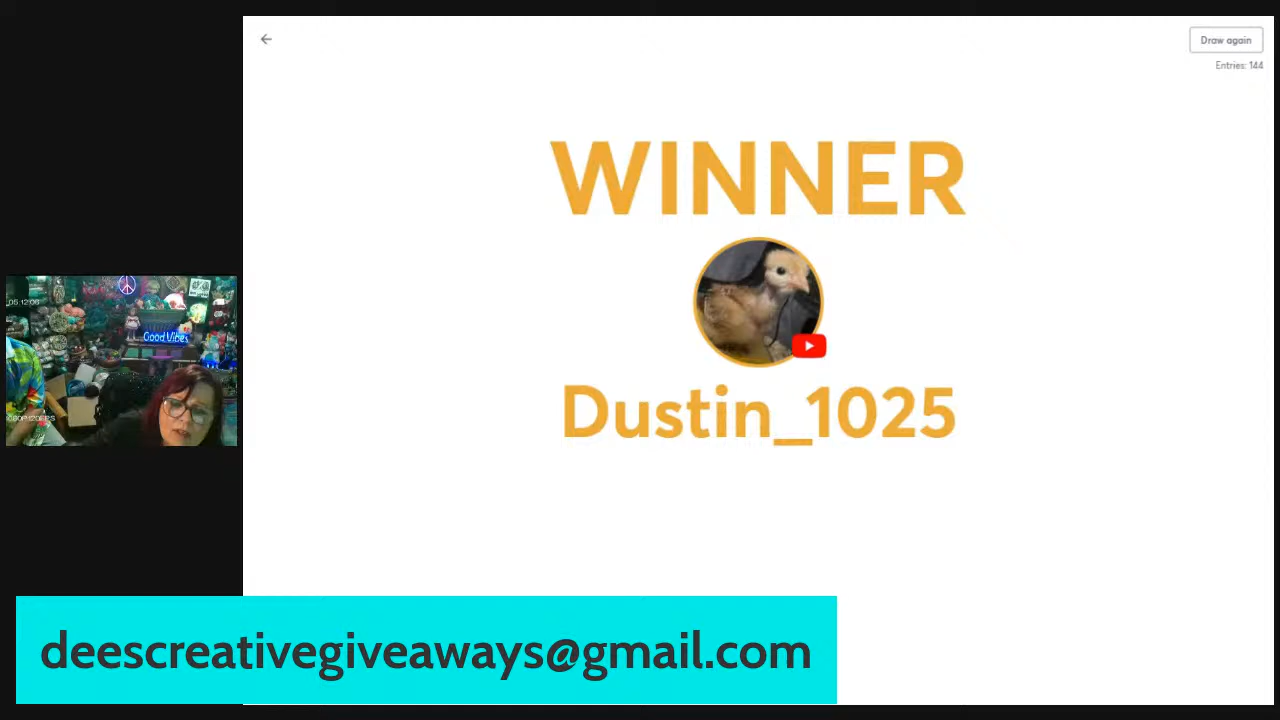 Draw again
Entries: 144
WINNER
Dustin_1025
Good Vibes
deescreativegiveaways@gmail.com